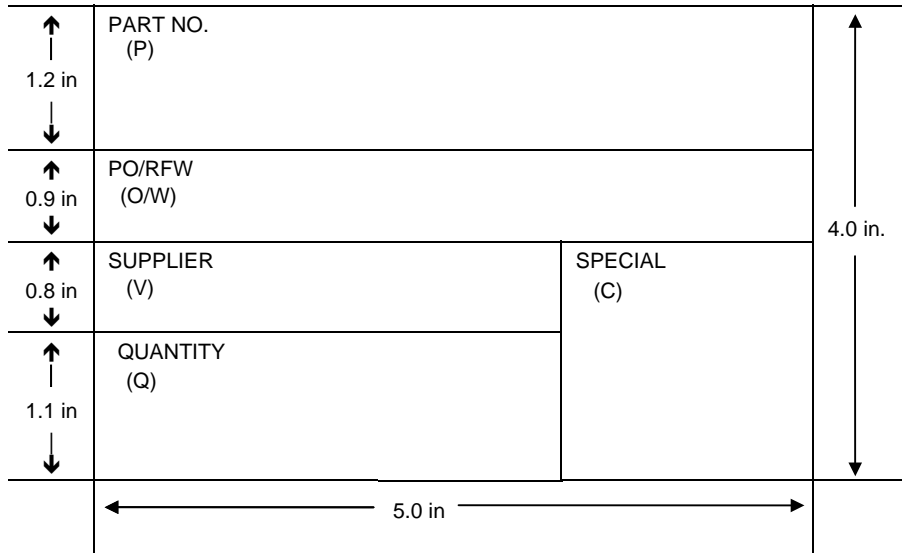 PART NO.
(P)
1.2 in
PO/RFW
(O/W)
0.9 in
4.0 in.
SUPPLIER
(V)
SPECIAL
(C)
0.8 in
QUANTITY
(Q)
1.1 in
5.0 in